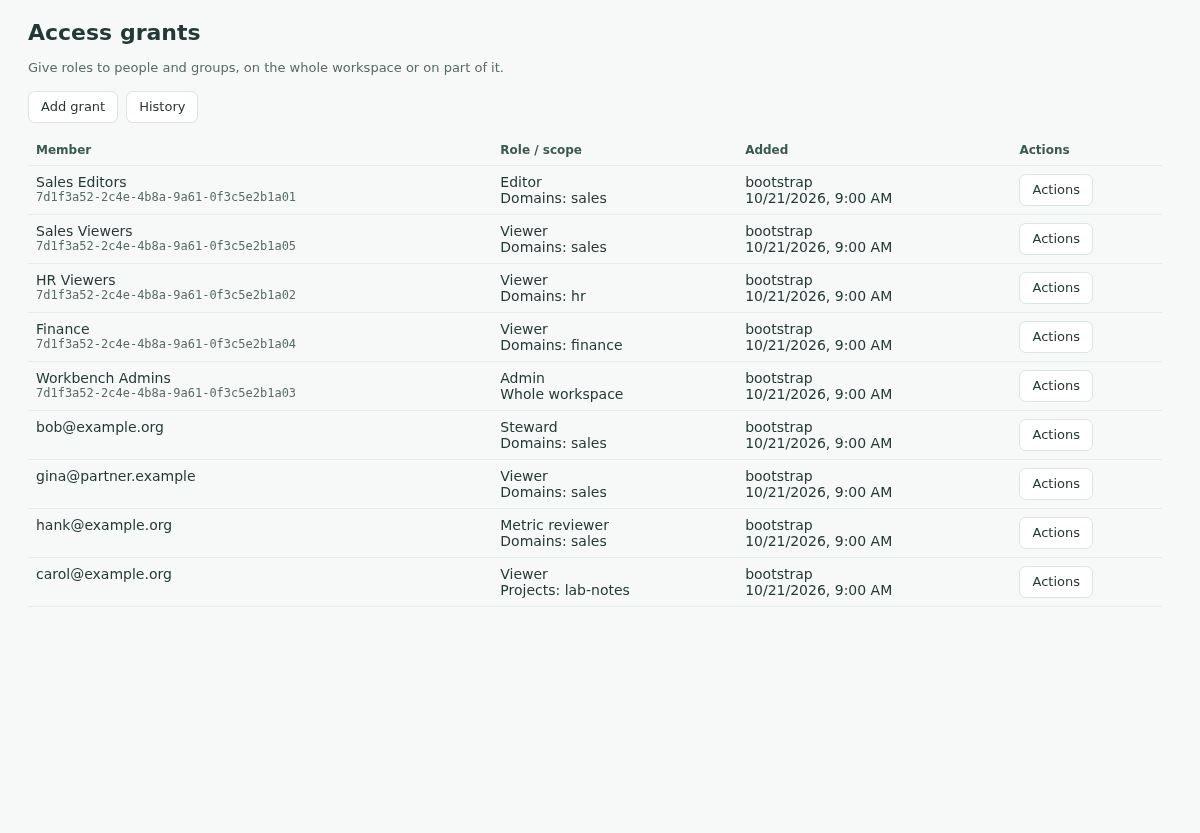 Access grants
Give roles to people and groups, on the whole workspace or on part of it.
Add grant History
Member Role / scope Added Actions
Sales Editors Editor bootstrap Actions
7d1f3a52-2c4e-4b8a-9a61-0f3c5e2b1a01 Domains: sales 10/21/2026, 9:00 AM
Sales Viewers Viewer bootstrap Actions
7d1f3a52-2c4e-4b8a-9a61-0f3c5e2b1a05 Domains: sales 10/21/2026, 9:00 AM
HR Viewers Viewer bootstrap Actions
7d1f3a52-2c4e-4b8a-9a61-0f3c5e2b1a02 Domains: hr 10/21/2026, 9:00 AM
Finance Viewer bootstrap Actions
7d1f3a52-2c4e-4b8a-9a61-0f3c5e2b1a04 Domains: finance 10/21/2026, 9:00 AM
Workbench Admins Admin bootstrap Actions
7d1f3a52-2c4e-4b8a-9a61-0f3c5e2b1a03 Whole workspace 10/21/2026, 9:00 AM
bob@example.org Steward bootstrap Actions
Domains: sales 10/21/2026, 9:00 AM
gina@partner.example Viewer bootstrap Actions
Domains: sales 10/21/2026, 9:00 AM
hank@example.org Metric reviewer bootstrap Actions
Domains: sales 10/21/2026, 9:00 AM
carol@example.org Viewer bootstrap Actions
Projects: lab-notes 10/21/2026, 9:00 AM